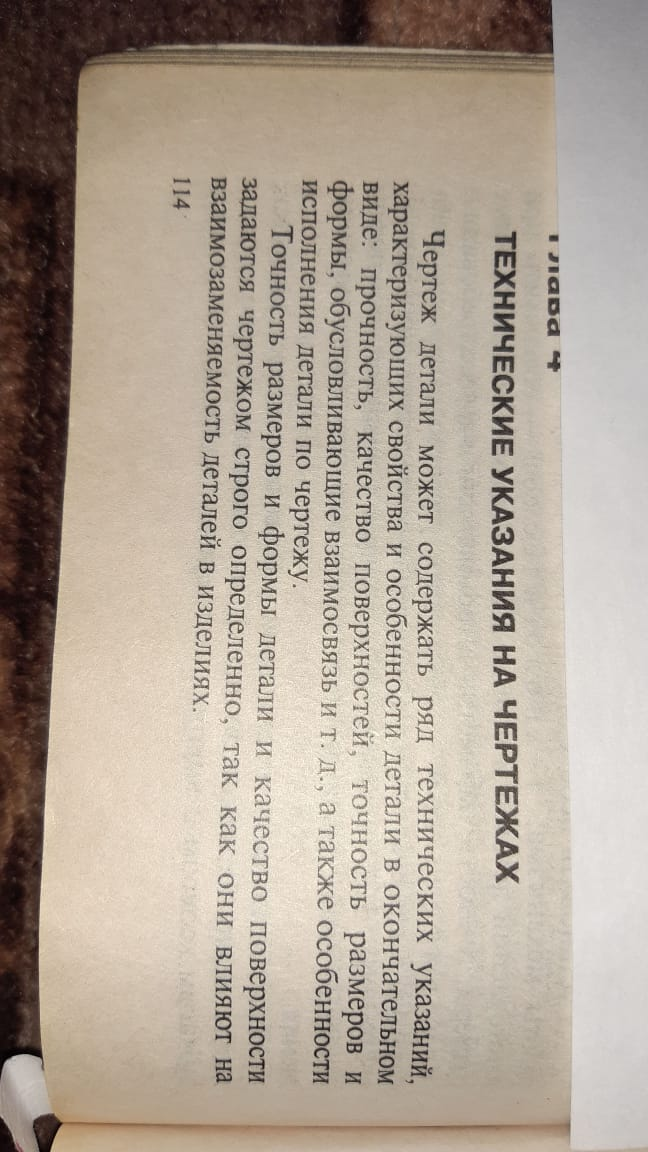 Глава 4
ТЕХНИЧЕСКИЕ УКАЗАНИЯ НА ЧЕРТЕЖАХ
Чертеж детали может содержать ряд технических указаний,
характеризующих свойства и особенности детали в окончательном
виде: прочность, качество поверхностей, точность размеров и
формы, обусловливающие взаимосвязь и т. д., а также особенности
исполнения детали по чертежу.
Точность размеров и формы детали и качество поверхности
задаются чертежом строго определенно, так как они влияют на
взаимозаменяемость деталей в изделиях.
114